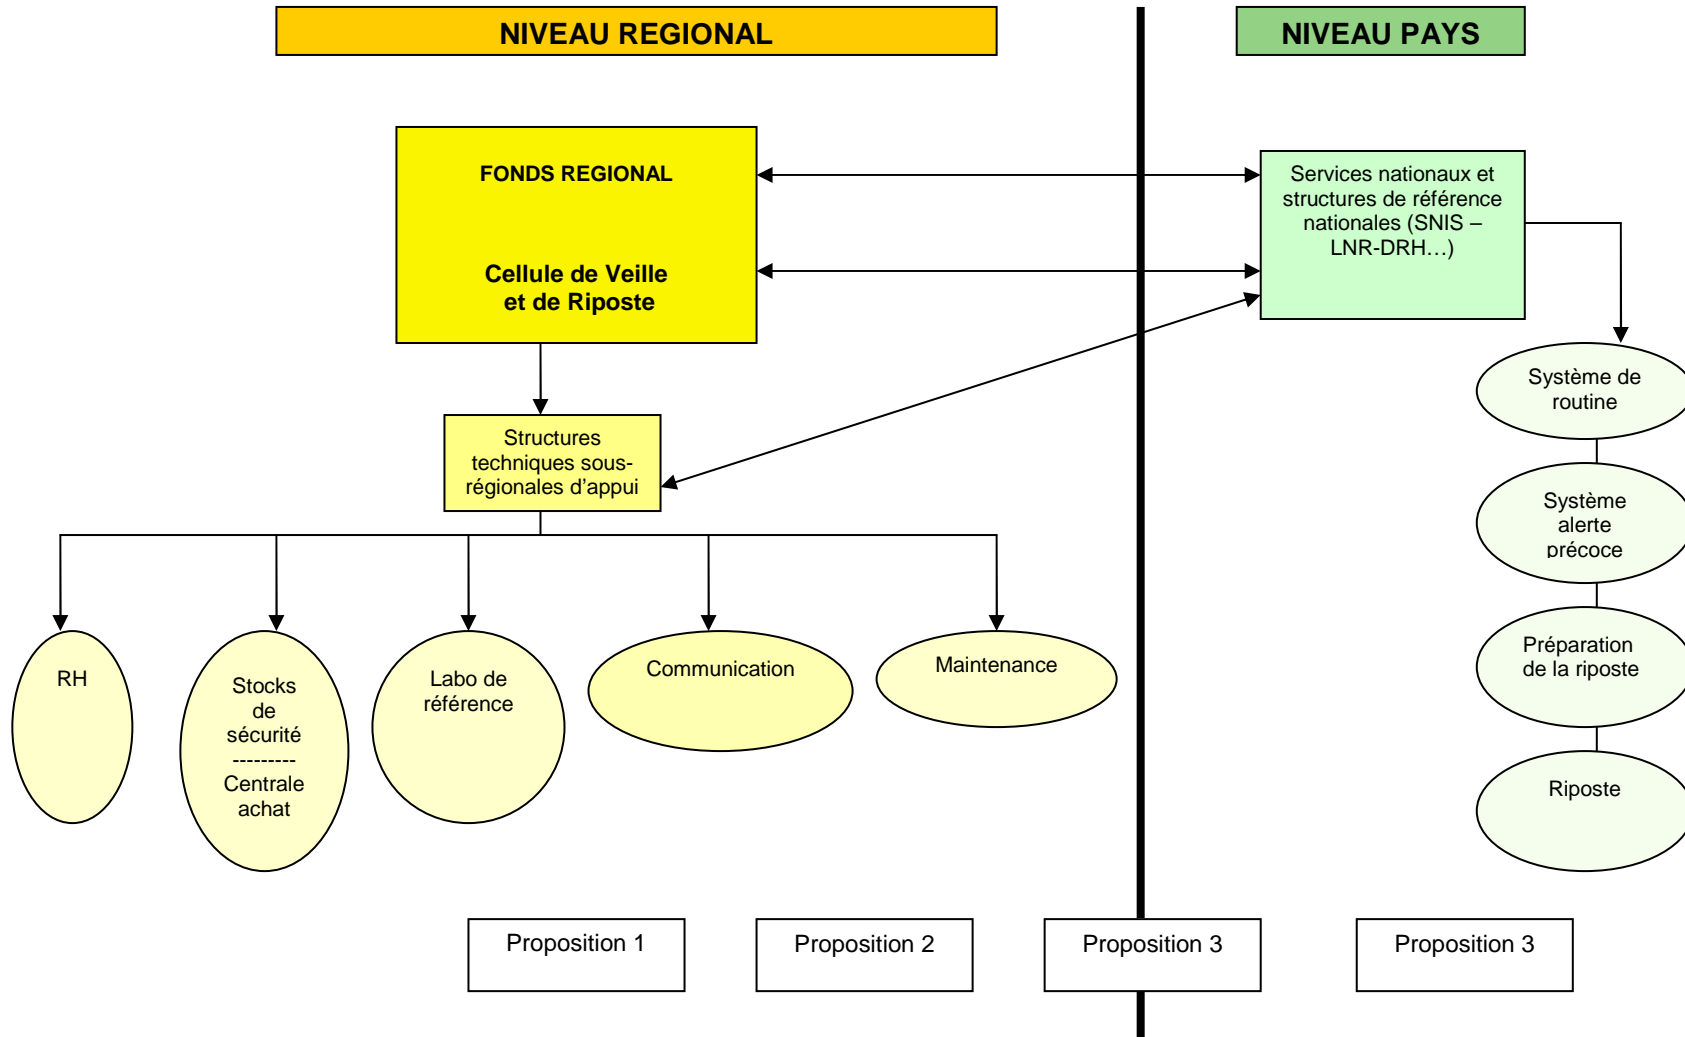 NIVEAU REGIONAL
NIVEAU PAYS
FONDS REGIONAL
Cellule de Veille
et de Riposte
Services nationaux et
structures de référence
nationales (SNIS –
LNR-DRH…)
Structures
techniques sous-
régionales d’appui
Système de
routine
Système
alerte
précoce
Préparation
de la riposte
Riposte
RH
Stocks
de
sécurité
---------
Centrale
achat
Labo de
référence
Communication
Maintenance
Proposition 1
Proposition 2
Proposition 3
Proposition 3